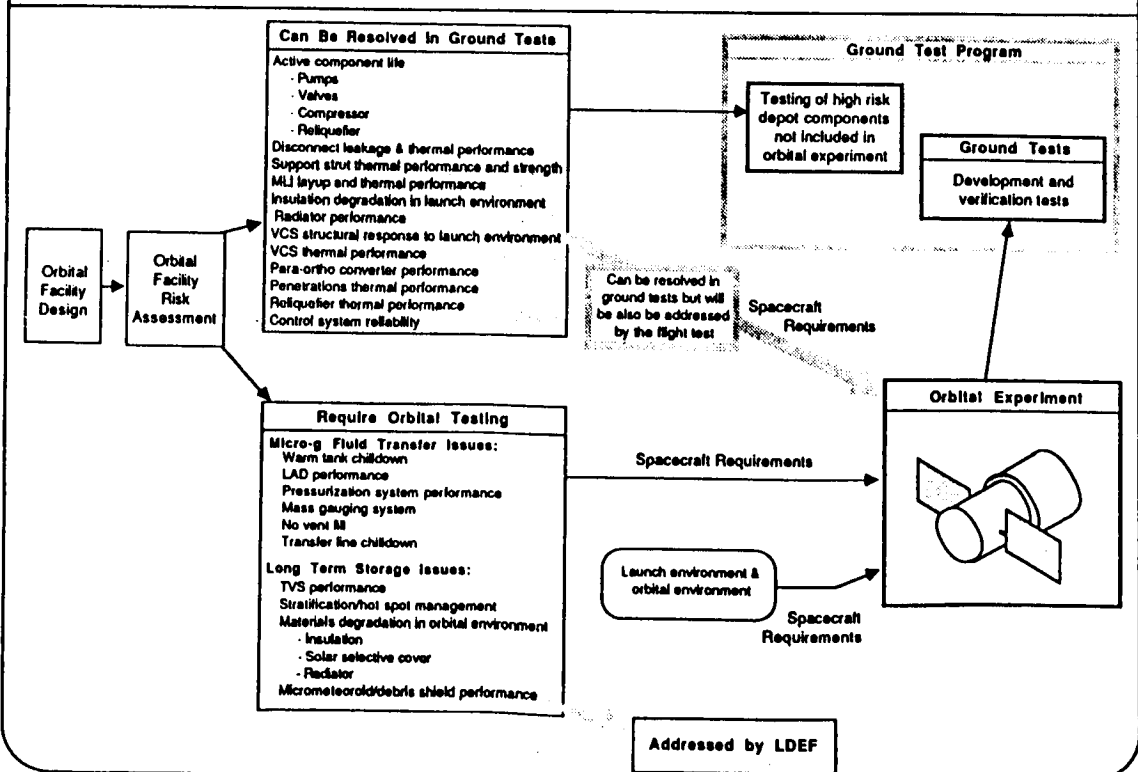 Orbital
Facility
Design
Orbital
Facility
Risk
Assessment
Can Be Resolved In Ground Tests
Active component life
- Pumps
- Valves
- Compressor
- Reliquefier
Disconnect leakage & thermal performance
Support strut thermal performance and strength
MLI layup and thermal performance
Insulation degradation in launch environment
Radiator performance
VCS structural response to launch environment
VCS thermal performance
Para-ortho converter performance
Penetrations thermal performance
Reliquefier thermal performance
Control system reliability
Require Orbital Testing
Micro-g Fluid Transfer Issues:
Warm tank chilldown
LAD performance
Pressurization system performance
Mass gauging system
No vent fill
Transfer line chilldown
Long Term Storage Issues:
TVS performance
Stratification/hot spot management
Materials degradation in orbital environment
- Insulation
- Solar selective cover
- Radiator
Micrometeoroid/debris shield performance
Ground Test Program
Testing of high risk
depot components
not included in
orbital experiment
Ground Tests
Development and
verification tests
Can be resolved in
ground tests but will
be also be addressed
by the flight test
Spacecraft
Requirements
Spacecraft Requirements
Launch environment &
orbital environment
Spacecraft
Requirements
Orbital Experiment
Addressed by LDEF